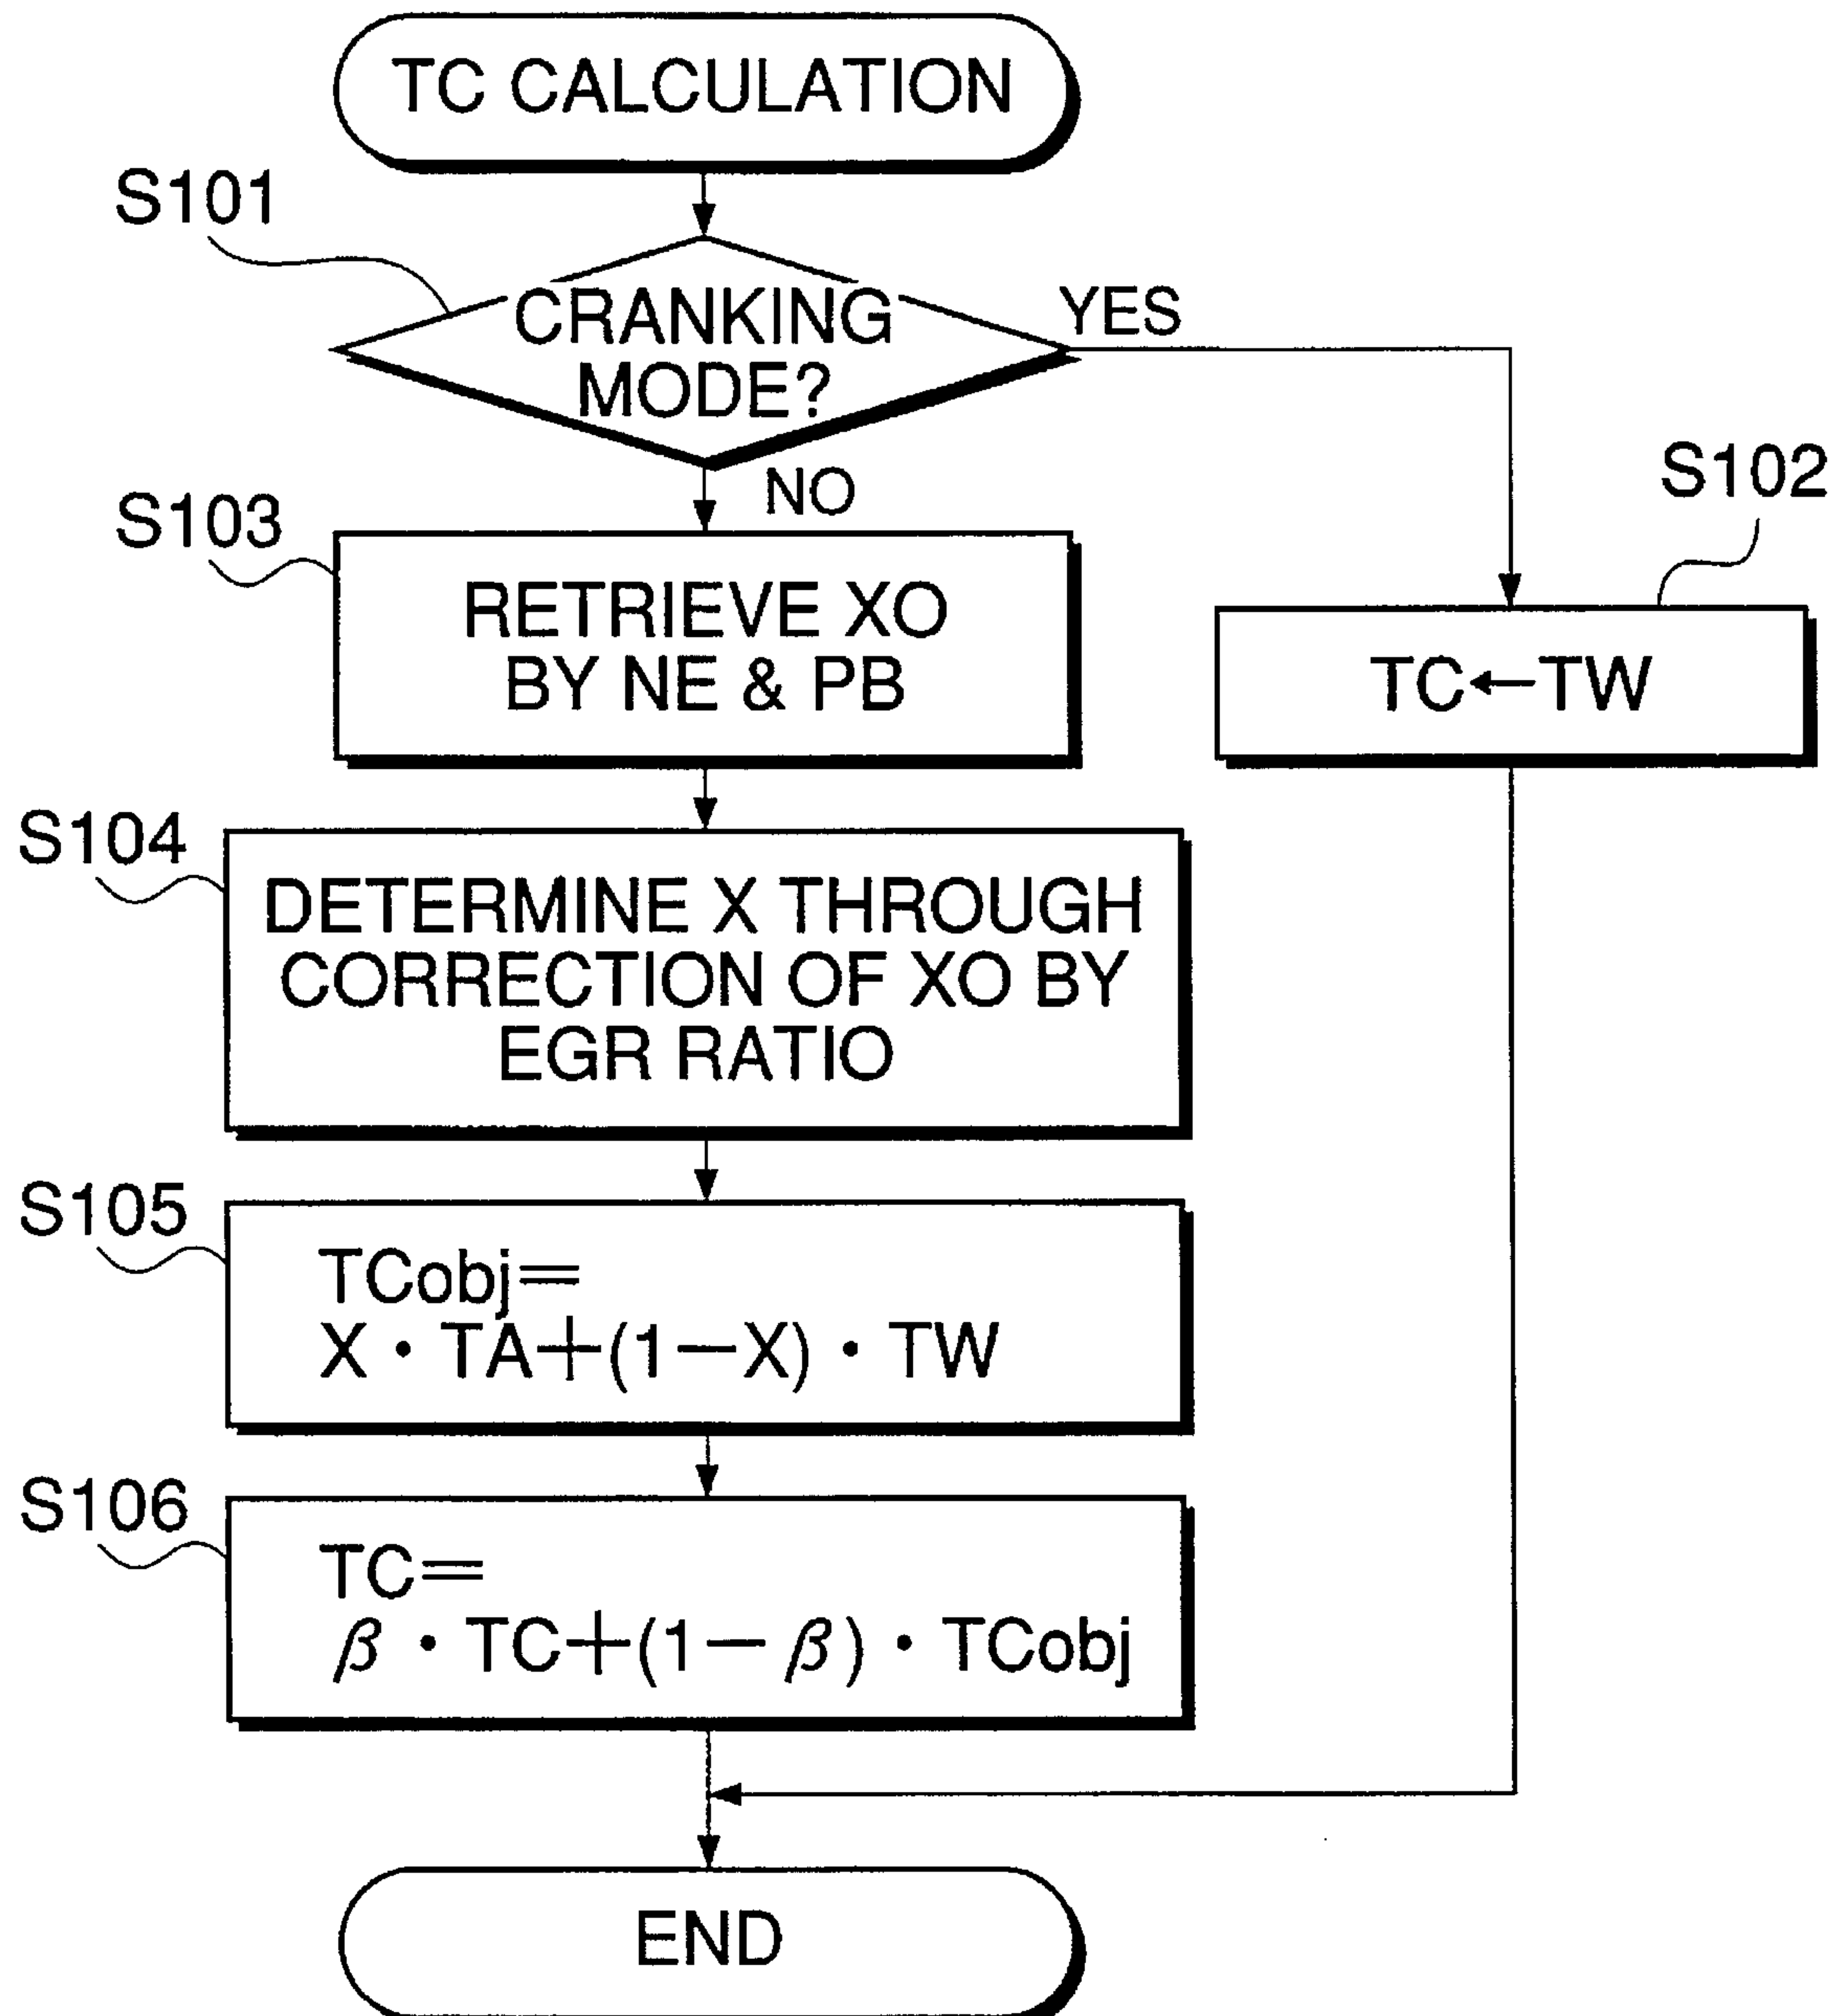 TC CALCULATION
S101
CRANKING
MODE?
YES
NO
S102
TC←TW
S103
RETRIEVE XO
BY NE & PB
S104
DETERMINE X THROUGH
CORRECTION OF XO BY
EGR RATIO
S105
TCobj=
X・TA+(1−X)・TW
S106
TC=
β・TC+(1−β)・TCobj
END